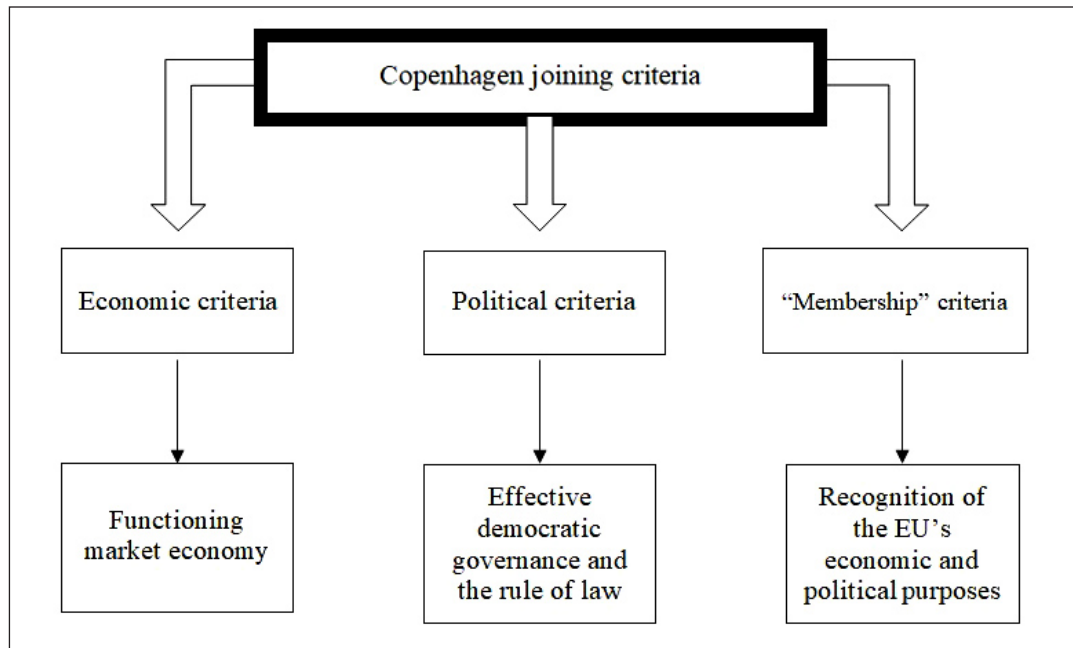 Copenhagen joining criteria
Economic criteria
Political criteria
“Membership” criteria
Functioning
market economy
Effective
democratic
governance and
the rule of law
Recognition of
the EU’s
economic and
political purposes